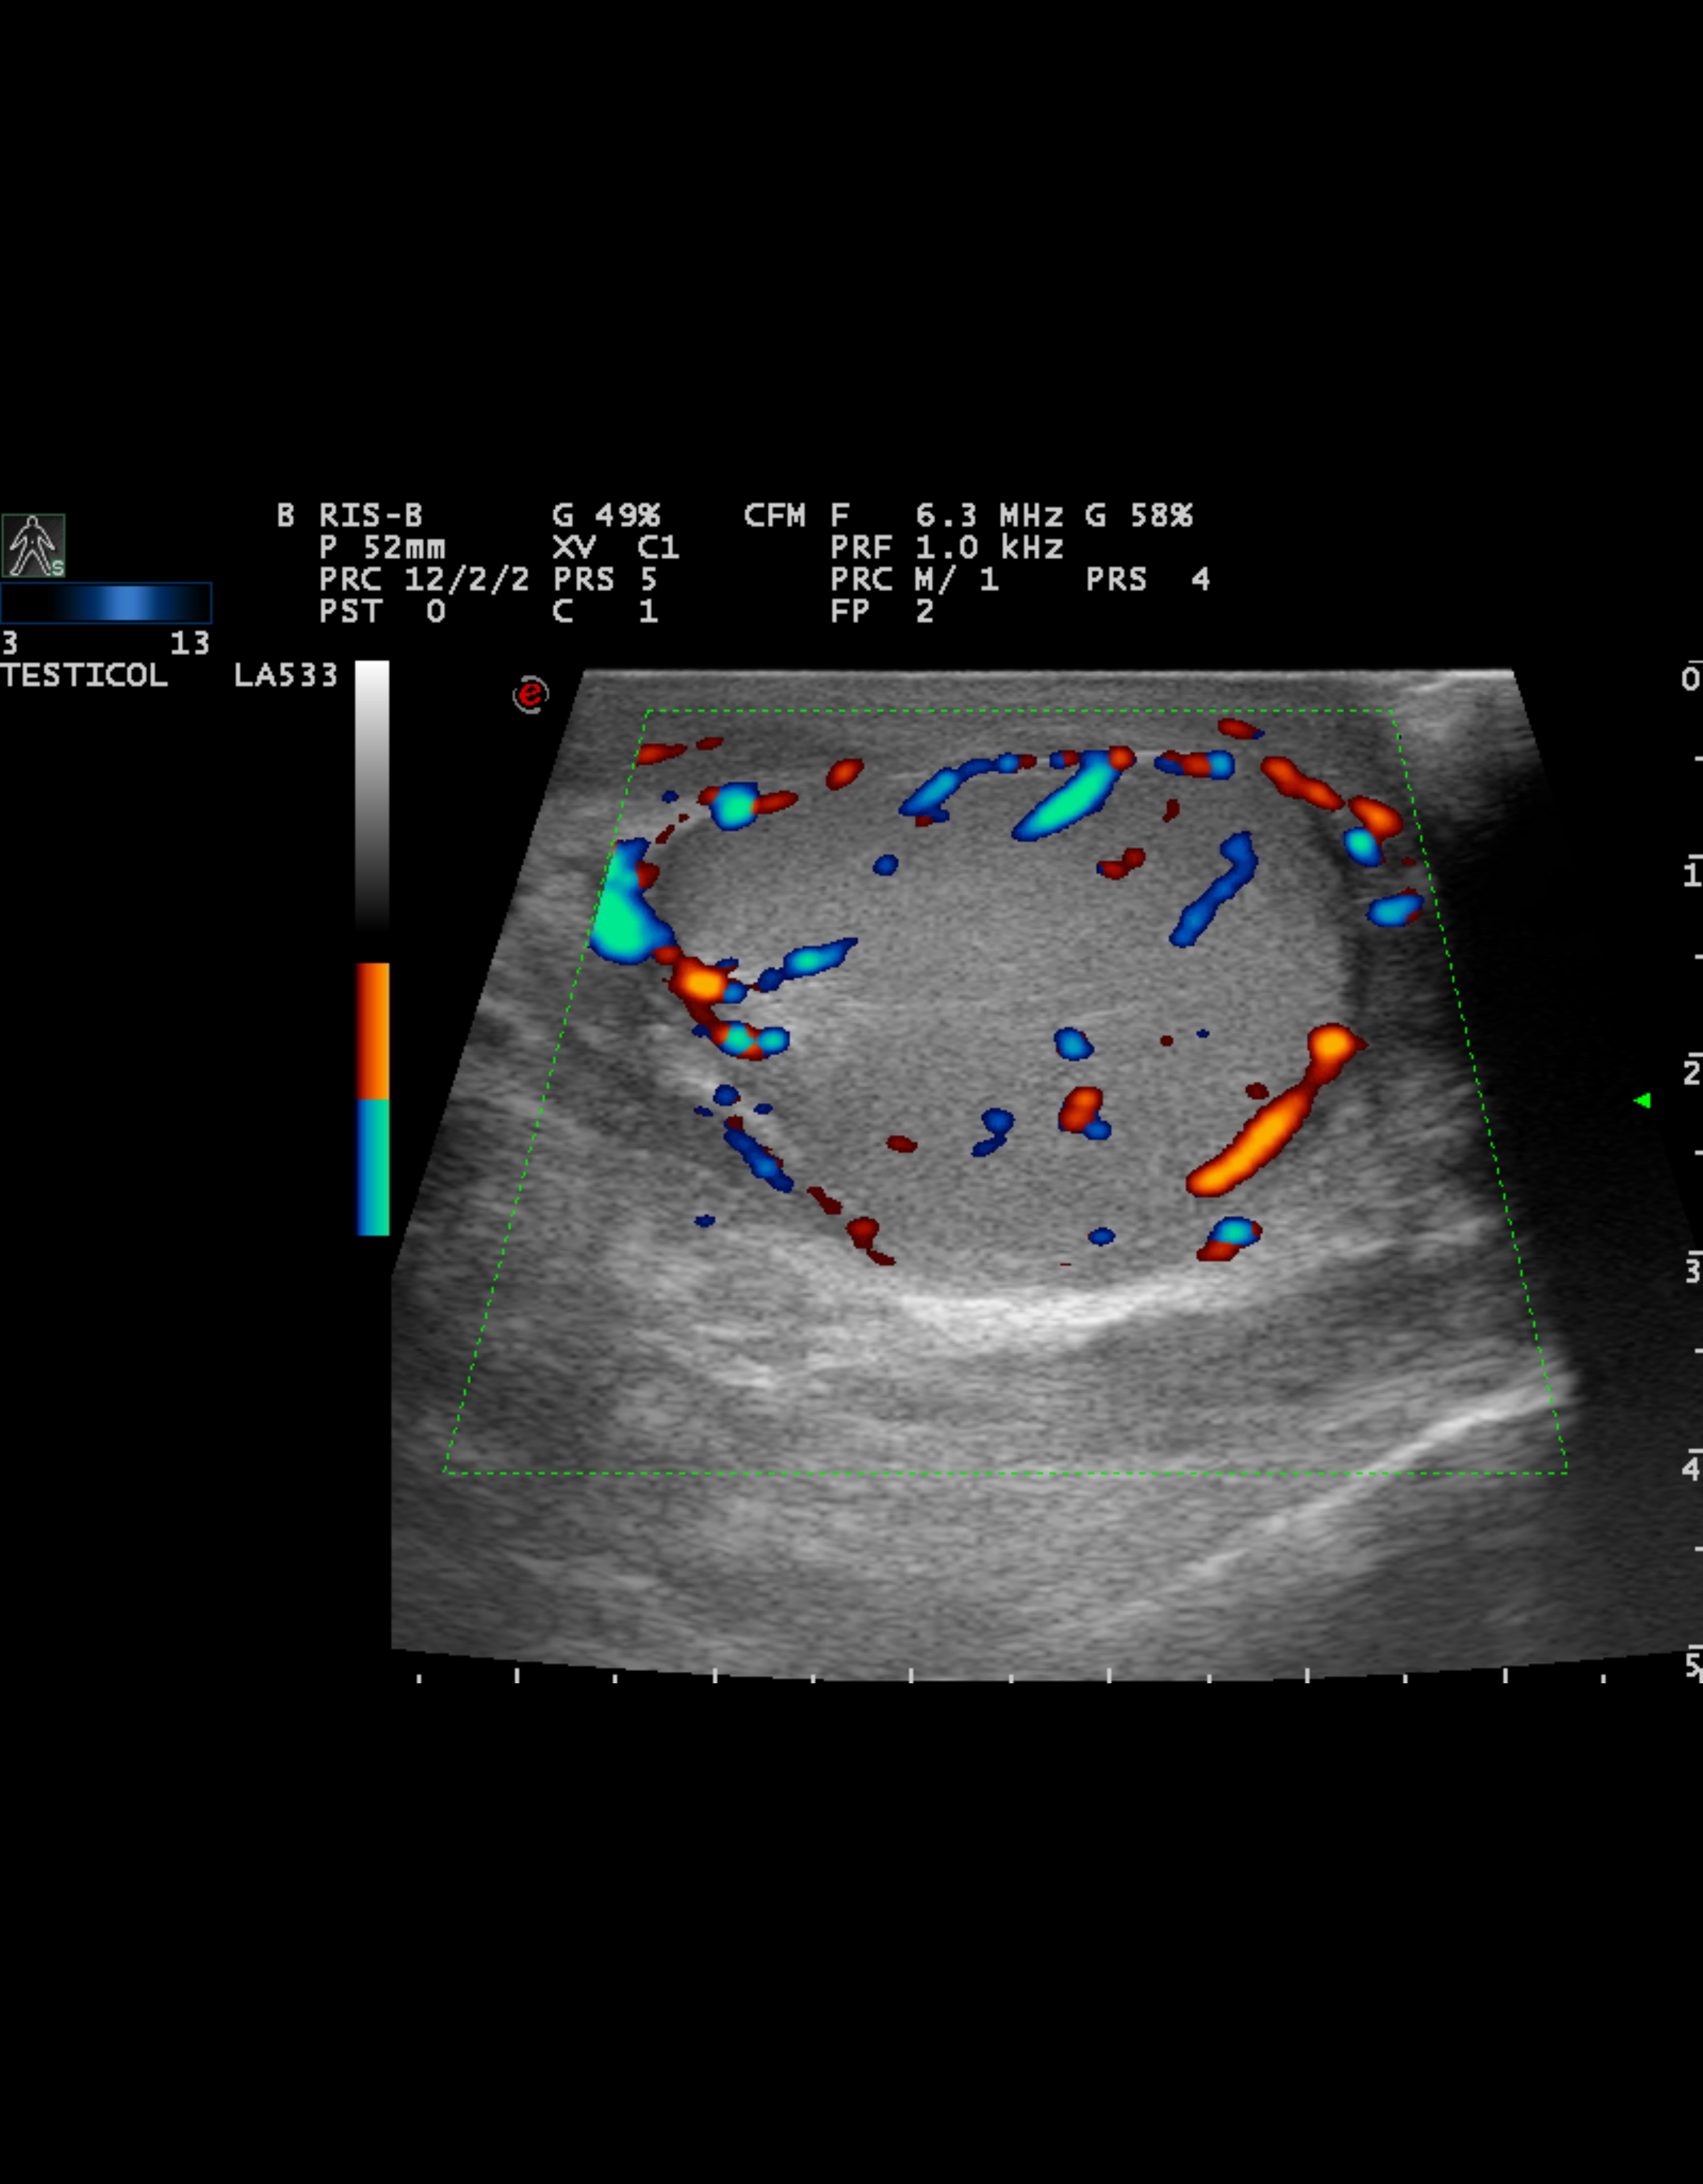 B RIS-B G 49% CFM F 6.3 MHz G 58%
P 52mm XV C1 PRF 1.0 kHz
PRC 12/2/2 PRS 5 PRC M/ 1 PRS 4
PST 0 C 1 FP 2
S
3 13
TESTICOL LA533
e
0
1
2
3
4
5